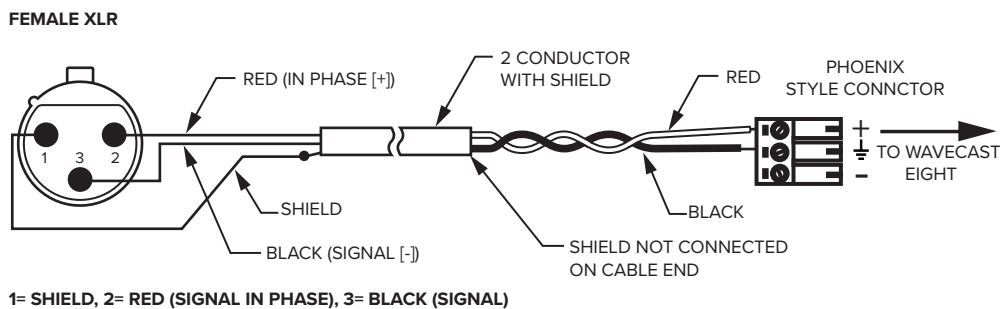 FEMALE XLR
RED (IN PHASE [+])
2 CONDUCTOR
WITH SHIELD
RED
PHOENIX
STYLE CONNCTOR
1
3
2
+
-
TO WAVECAST
EIGHT
SHIELD
BLACK
BLACK (SIGNAL [-])
SHIELD NOT CONNECTED
ON CABLE END
1= SHIELD, 2= RED (SIGNAL IN PHASE), 3= BLACK (SIGNAL)